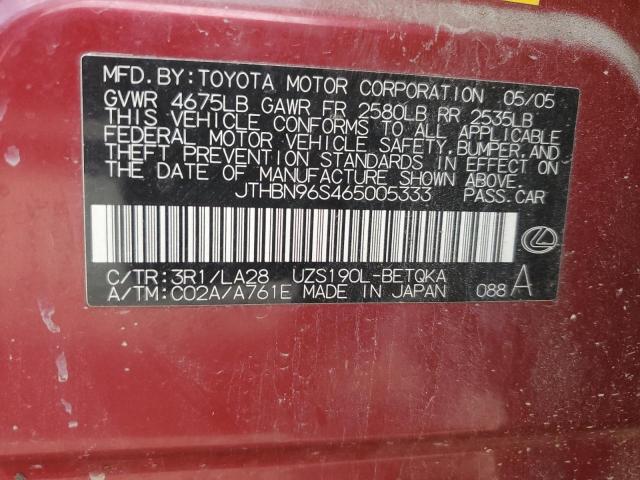 MFD.BY:TOYOTA MOTOR CORPORATION 05/05
GVWR 4675LB GAWR FR 2580LB RR 2535LB
THIS VEHICLE CONFORMS TO ALL APPLICABLE
FEDERAL MOTOR VEHICLE SAFETY,BUMPER,AND
THEFT PREVENTION STANDARDS IN EFFECT ON
THE DATE OF MANUFACTURE SHOWN ABOVE.
JTHBN96S465005333 PASS.CAR
C/TR:3R1/LA28 UZS190L-BETQKA
A/TM:C02A/A761E MADE IN JAPAN 088 A